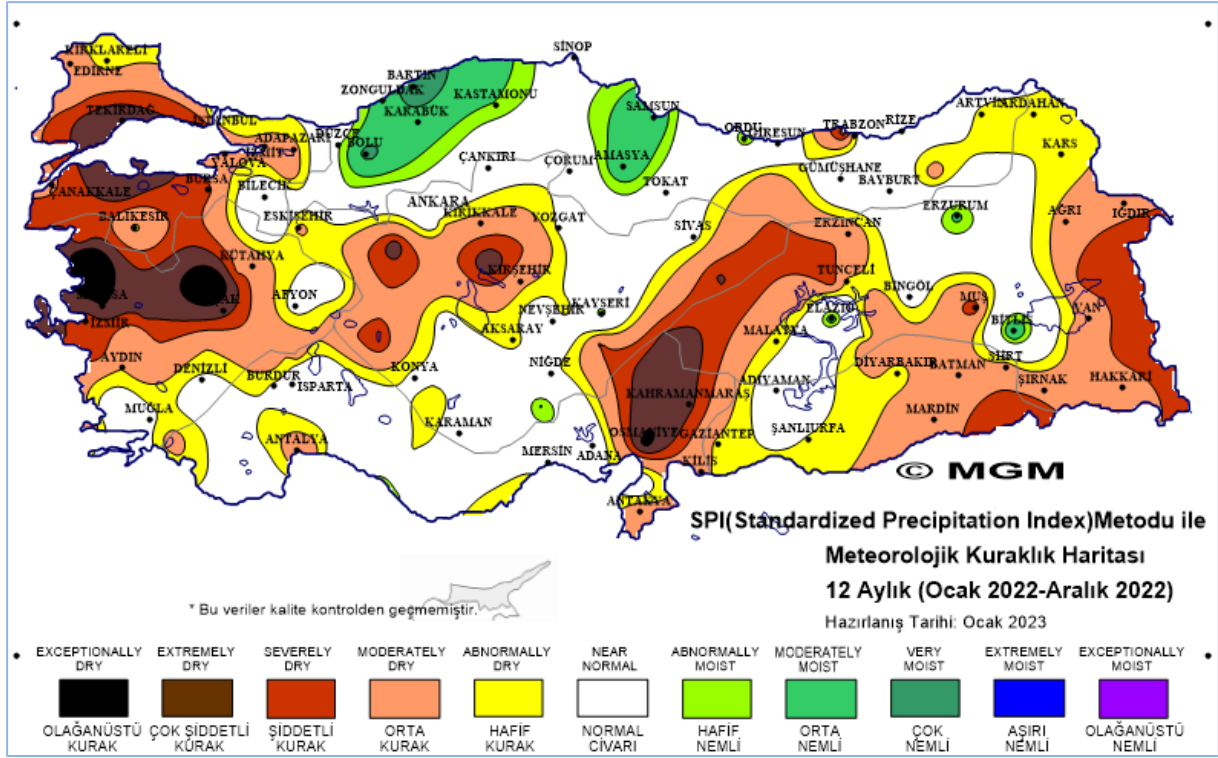 SİNOP
KIRKLARELİ
EDİRNE
BARTIN
ZONGULDAK
KASTAMONU
TEKIRDAĞ
KARABÜK
SAMSUN
ARTVİN
ARDAHAN
İSTANBUL
ADAPAZARI
DÜZCE
BOLU
ORDU
GİRESUN
TRABZON
RİZE
KARS
İZMİT
YALOVA
ÇANKIRI
ÇORUM
AMASYA
GÜMÜSHANE
BAYBURT
ÇANAKKALE
BURSA
BİLECİK
TOKAT
ANKARA
ERZURUM
IĞDIR
BALIKESİR
ESKİŞEHİR
KIRIKKALE
YOZGAT
SİVAS
ERZİNCAN
AĞRI
KÜTAHYA
KIRŞEHİR
TUNCELİ
MANİSA
UŞAK
AFYON
NEVŞEHİR
KAYSERİ
ELAZIĞ
BİNGÖL
MUŞ
BİTLİS
VAN
İZMİR
AKSARAY
MALATYA
AYDIN
DENİZLİ
BURDUR
ISPARTA
KONYA
NİĞDE
ADIYAMAN
DİYARBAKIR
BATMAN
SİİRT
ŞIRNAK
HAKKARİ
MUĞLA
KARAMAN
KAHRAMANMARAŞ
MARDİN
ANTALYA
MERSİN
ADANA
OSMANİYE
GAZIANTEP
ŞANLIURFA
KİLİS
ANTAKYA
© MGM
SPI(Standardized Precipitation Index)Metodu ile
Meteorolojik Kuraklık Haritası
12 Aylık (Ocak 2022-Aralık 2022)
Hazırlanış Tarihi: Ocak 2023
* Bu veriler kalite kontrolden geçmemiştir.
EXCEPTIONALLY DRY
EXTREMELY DRY
SEVERELY DRY
MODERATELY DRY
ABNORMALLY DRY
NEAR NORMAL
ABNORMALLY MOIST
MODERATELY MOIST
VERY MOIST
EXTREMELY MOIST
EXCEPTIONALLY MOIST
OLAĞANÜSTÜ KURAK
ÇOK ŞİDDETLİ KURAK
ŞİDDETLİ KURAK
ORTA KURAK
HAFİF KURAK
NORMAL CİVARI
HAFİF NEMLİ
ORTA NEMLİ
ÇOK NEMLİ
AŞIRI NEMLİ
OLAĞANÜSTÜ NEMLİ